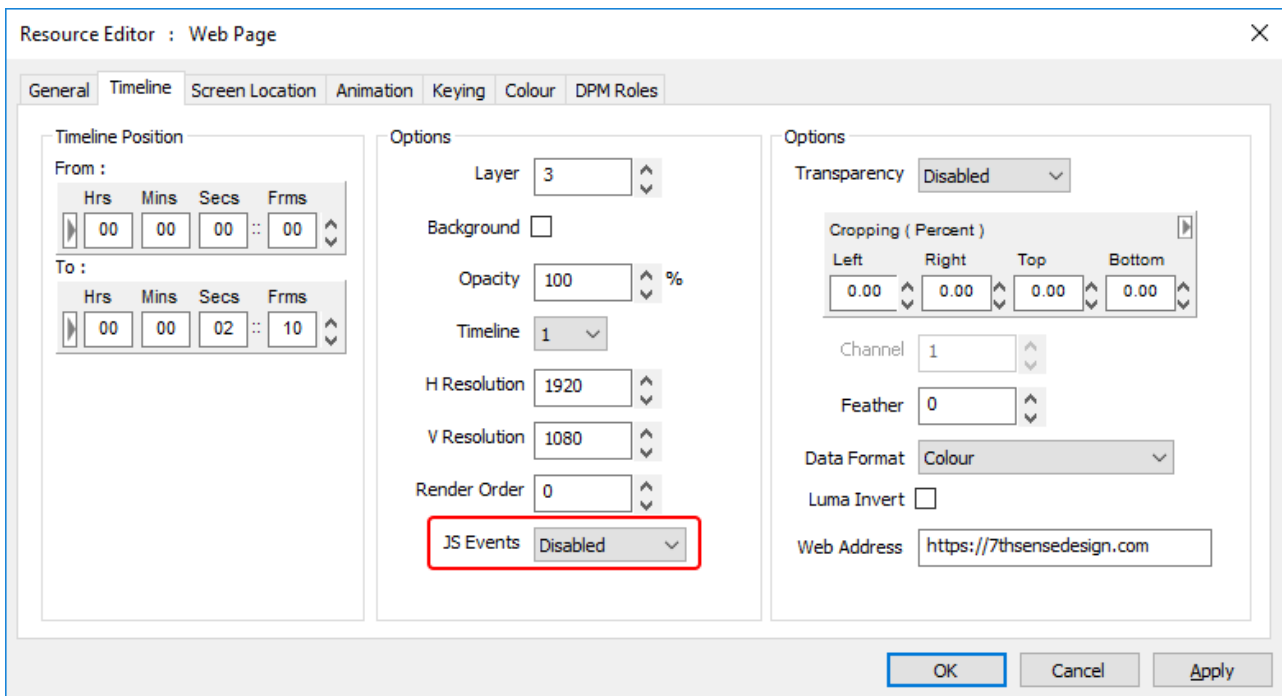 Resource Editor : Web Page
General Timeline Screen Location Animation Keying Colour DPM Roles
Timeline Position
From :
Hrs Mins Secs Frms
00 00 00 :: 00
To :
Hrs Mins Secs Frms
00 00 02 :: 10
Options
Layer 3
Background
Opacity 100 %
Timeline 1
H Resolution 1920
V Resolution 1080
Render Order 0
JS Events Disabled
Options
Transparency Disabled
Cropping ( Percent )
Left Right Top Bottom
0.00 0.00 0.00 0.00
Channel 1
Feather 0
Data Format Colour
Luma Invert
Web Address https://7thsensedesign.com
OK Cancel Apply